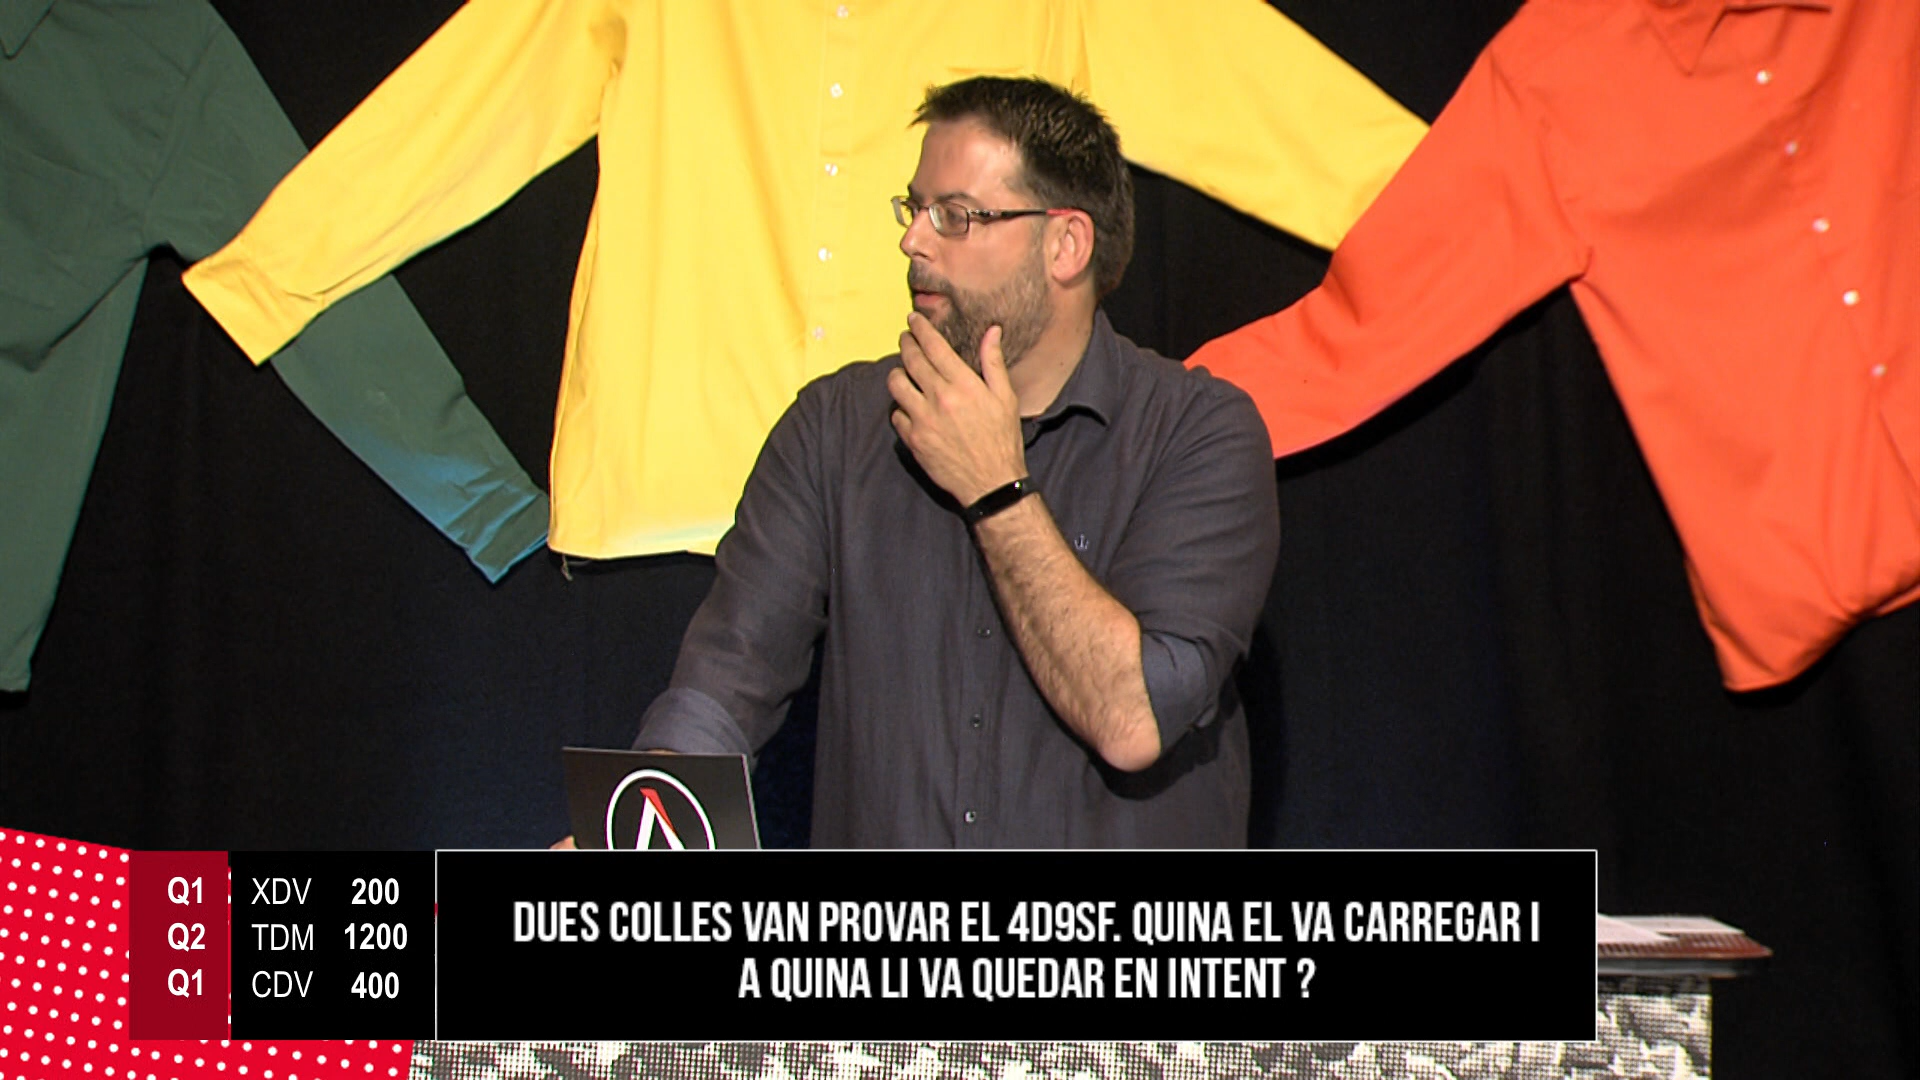 Q1 XDV 200
Q2 TDM 1200
Q1 CDV 400
DUES COLLES VAN PROVAR EL 4D9SF. QUINA EL VA CARREGAR I
A QUINA LI VA QUEDAR EN INTENT ?